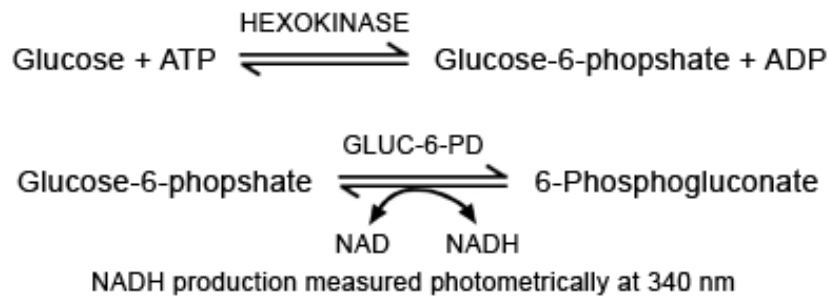 HEXOKINASE
Glucose + ATP Glucose-6-phopshate + ADP
GLUC-6-PD
Glucose-6-phopshate 6-Phosphogluconate
NAD NADH
NADH production measured photometrically at 340 nm